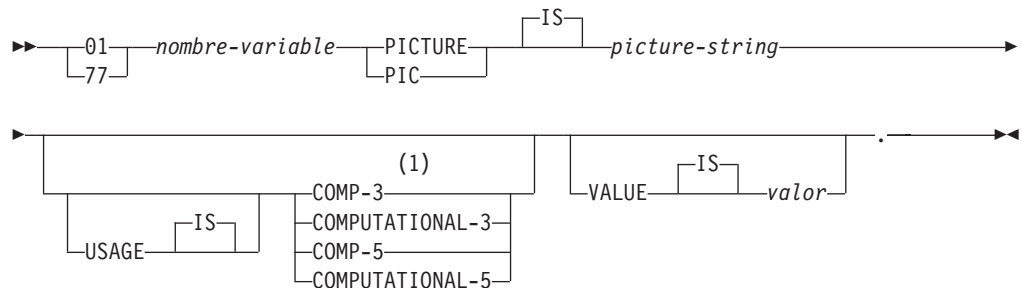 IS
01 nombre-variable PICTURE picture-string
77 PIC
(1) IS
COMP-3 VALUE valor .
IS COMPUTATIONAL-3
USAGE COMP-5
COMPUTATIONAL-5